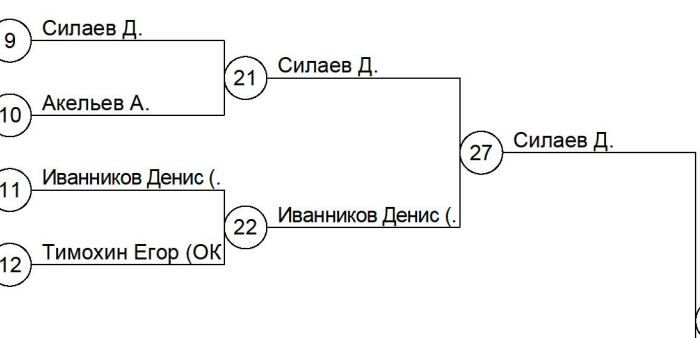 9
Силаев Д.
10
Акельев А.
21
Силаев Д.
11
Иванников Денис (.
12
Тимохин Егор (ОК
22
Иванников Денис (.
27
Силаев Д.